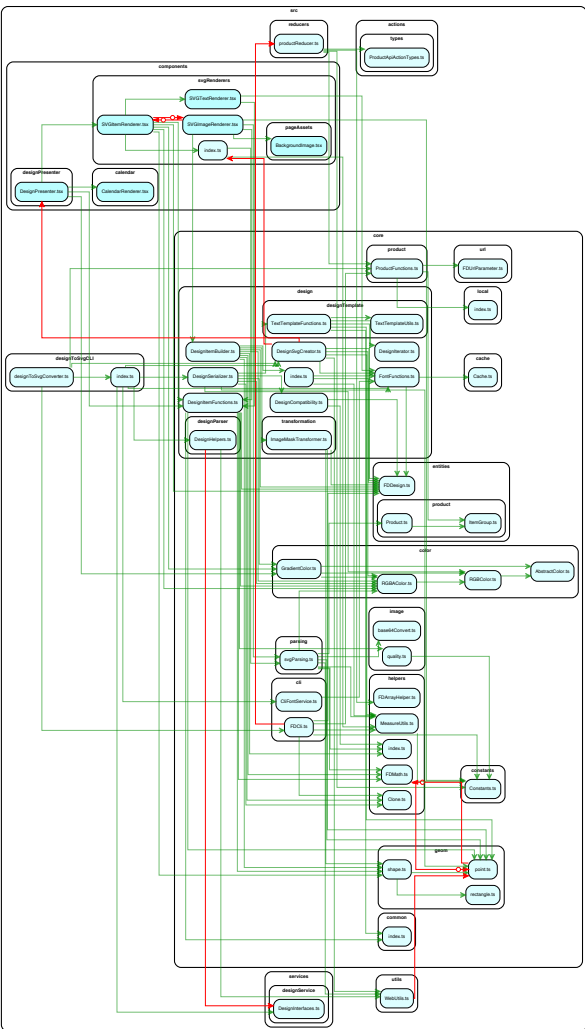 src
reducers
productReducer.ts
actions
types
ProductApiActionTypes.ts
components
svgRenderers
SVGTextRenderer.tsx
SVGItemRenderer.tsx
SVGImageRenderer.tsx
index.ts
pageAssets
BackgroundImage.tsx
designPresenter
DesignPresenter.tsx
calendar
CalendarRenderer.tsx
core
product
ProductFunctions.ts
url
FDUrlParameter.ts
local
index.ts
design
designTemplate
TextTemplateFunctions.ts
TextTemplateUtils.ts
DesignItemBuilder.ts
DesignSvgCreator.ts
DesignIterator.ts
designToSvgCLI
designToSvgConverter.ts
index.ts
DesignSerializer.ts
index.ts
FontFunctions.ts
cache
Cache.ts
DesignItemFunctions.ts
DesignCompatibility.ts
designParser
DesignHelpers.ts
transformation
ImageMaskTransformer.ts
entities
FDDesign.ts
product
Product.ts
ItemGroup.ts
color
GradientColor.ts
RGBAColor.ts
RGBColor.ts
AbstractColor.ts
image
base64Convert.ts
quality.ts
parsing
svgParsing.ts
cli
CliFontService.ts
FDCli.ts
helpers
FDArrayHelper.ts
MeasureUtils.ts
index.ts
FDMath.ts
Clone.ts
constants
Constants.ts
geom
shape.ts
point.ts
rectangle.ts
common
index.ts
services
designService
DesignInterfaces.ts
utils
WebUtils.ts